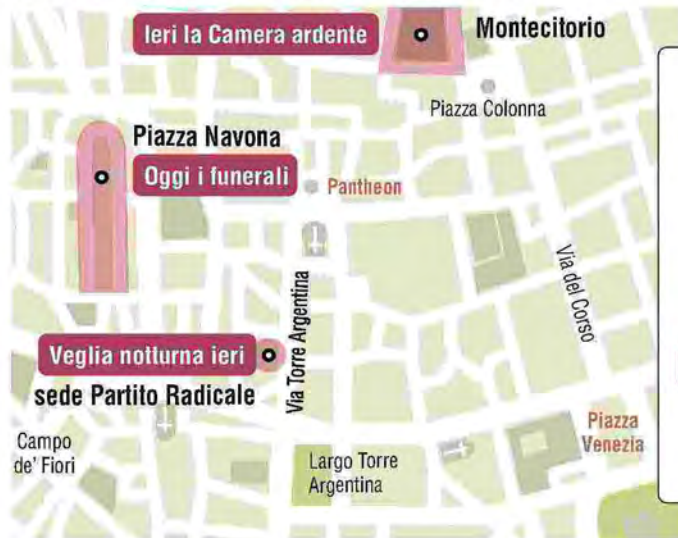 Ieri la Camera ardente
Montecitorio
Piazza Colonna
Piazza Navona
Oggi i funerali
Pantheon
Via del Corso
Via Torre Argentina
Veglia notturna ieri
sede Partito Radicale
Campo
de' Fiori
Largo Torre
Argentina
Piazza
Venezia